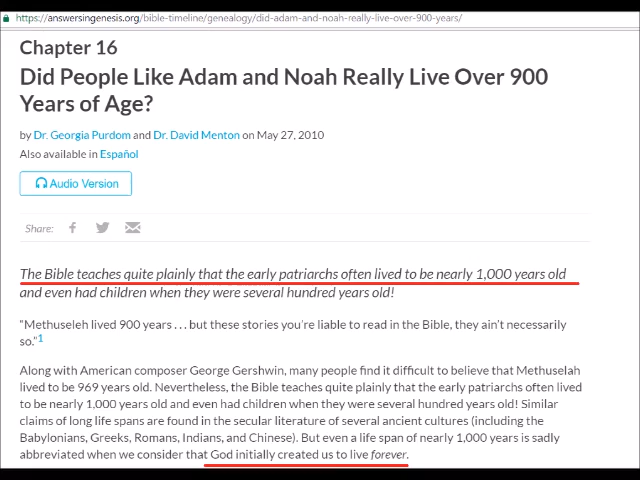 https://answersingenesis.org/bible-timeline/genealogy/did-adam-and-noah-really-live-over-900-years/
Chapter 16
Did People Like Adam and Noah Really Live Over 900
Years of Age?
by Dr. Georgia Purdom and Dr. David Menton on May 27, 2010
Also available in Español
Audio Version
Share:
The Bible teaches quite plainly that the early patriarchs often lived to be nearly 1,000 years old
and even had children when they were several hundred years old!
"Methuseleh lived 900 years . . . but these stories you're liable to read in the Bible, they ain't necessarily
so."1
Along with American composer George Gershwin, many people find it difficult to believe that Methuselah
lived to be 969 years old. Nevertheless, the Bible teaches quite plainly that the early patriarchs often lived
to be nearly 1,000 years old and even had children when they were several hundred years old! Similar
claims of long life spans are found in the secular literature of several ancient cultures (including the
Babylonians, Greeks, Romans, Indians, and Chinese). But even a life span of nearly 1,000 years is sadly
abbreviated when we consider that God initially created us to live forever.